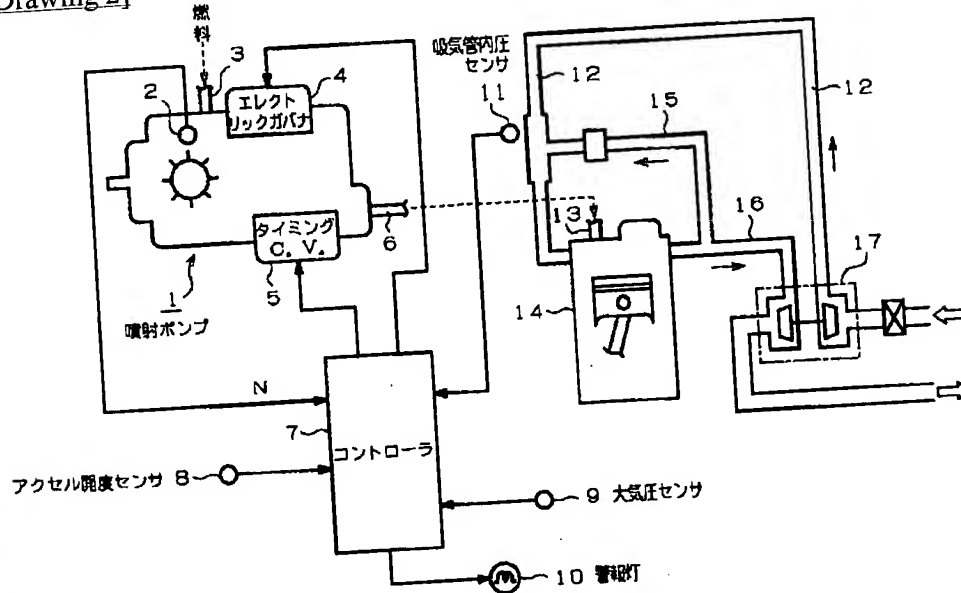 Drawing 2]
燃料
3
4
2
エレクト
リックガバナ
吸気管内圧
センサ
11
12
12
15
タイミング
C. V.
6
5
1
噴射ポンプ
13
16
17
14
N
7
コントローラ
アクセル開度センサ 8
9 大気圧センサ
10 警報灯